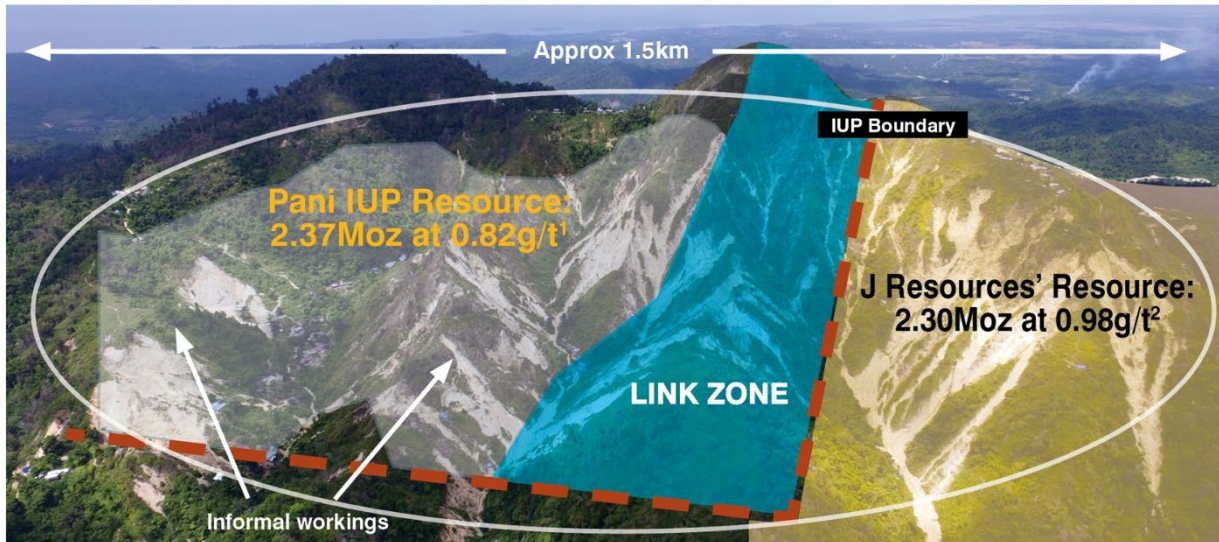 Approx 1.5km
IUP Boundary
Pani IUP Resource:
2.37Moz at 0.82g/t¹
J Resources' Resource:
2.30Moz at 0.98g/t²
LINK ZONE
Informal workings